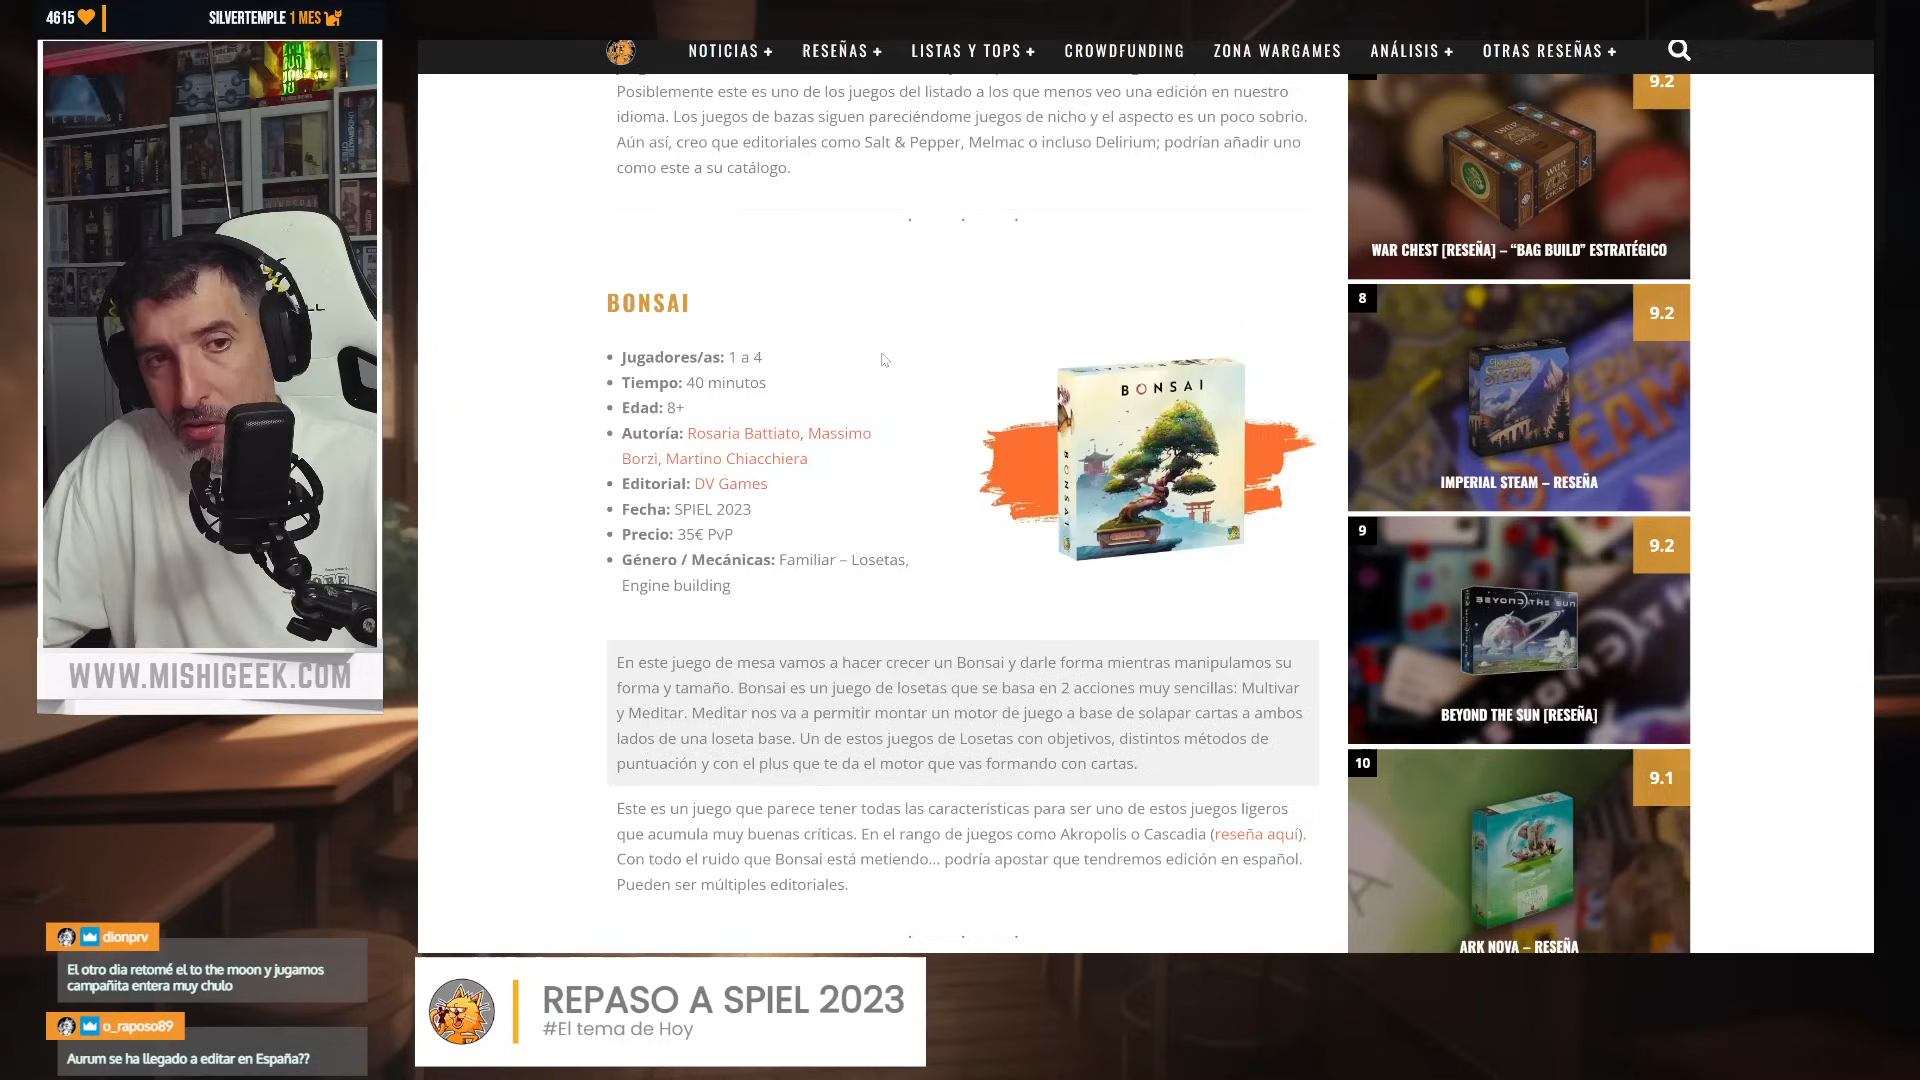 4615
SILVERTEMPLE 1 MES
NOTICIAS +
RESEÑAS +
LISTAS Y TOPS +
CROWDFUNDING
ZONA WARGAMES
ANÁLISIS +
OTRAS RESEÑAS +
Posiblemente este es uno de los juegos del listado a los que menos veo una edición en nuestro
idioma. Los juegos de bazas siguen pareciéndome juegos de nicho y el aspecto es un poco sobrio.
Aún así, creo que editoriales como Salt & Pepper, Melmac o incluso Delirium; podrían añadir uno
como este a su catálogo.
BONSAI
Jugadores/as: 1 a 4
Tiempo: 40 minutos
Edad: 8+
Autoría: Rosaria Battiato, Massimo
Borzì, Martino Chiacchiera
Editorial: DV Games
Fecha: SPIEL 2023
Precio: 35€ PvP
Género / Mecánicas: Familiar – Losetas,
Engine building
BONSAI
BONSAI
En este juego de mesa vamos a hacer crecer un Bonsai y darle forma mientras manipulamos su
forma y tamaño. Bonsai es un juego de losetas que se basa en 2 acciones muy sencillas: Multivar
y Meditar. Meditar nos va a permitir montar un motor de juego a base de solapar cartas a ambos
lados de una loseta base. Un de estos juegos de Losetas con objetivos, distintos métodos de
puntuación y con el plus que te da el motor que vas formando con cartas.
Este es un juego que parece tener todas las características para ser uno de estos juegos ligeros
que acumula muy buenas críticas. En el rango de juegos como Akropolis o Cascadia (reseña aquí).
Con todo el ruido que Bonsai está metiendo… podría apostar que tendremos edición en español.
Pueden ser múltiples editoriales.
9.2
WAR CHEST
WAR CHEST [RESEÑA] – “BAG BUILD” ESTRATÉGICO
8
9.2
IMPERIAL STEAM
IMPERIAL STEAM – RESEÑA
9
9.2
BEYOND THE SUN
BEYOND THE SUN [RESEÑA]
10
9.1
ARK NOVA
ARK NOVA – RESEÑA
ECLIPSE
WWW.MISHIGEEK.COM
dionprv
El otro dia retomé el to the moon y jugamos
campañita entera muy chulo
o_raposo89
Aurum se ha llegado a editar en España??
REPASO A SPIEL 2023
#El tema de Hoy